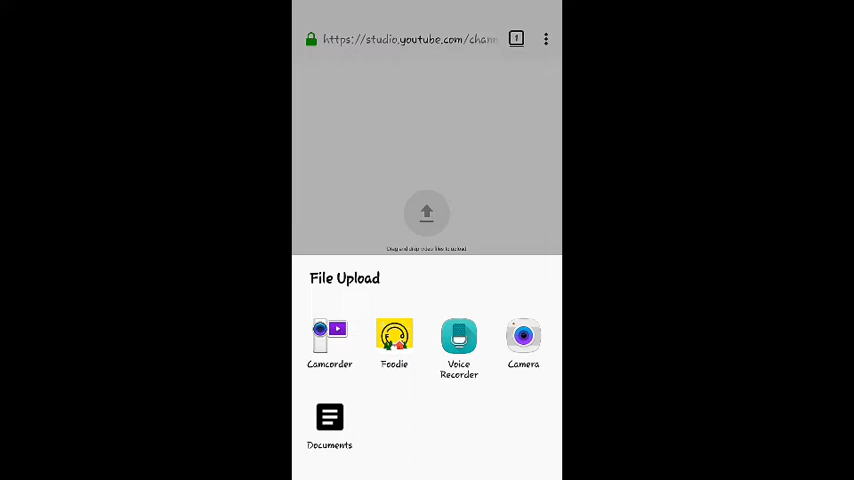 https://studio.youtube.com/chann
1
Drag and drop video files to upload
File Upload
Camcorder
Foodie
Voice
Recorder
Camera
Documents